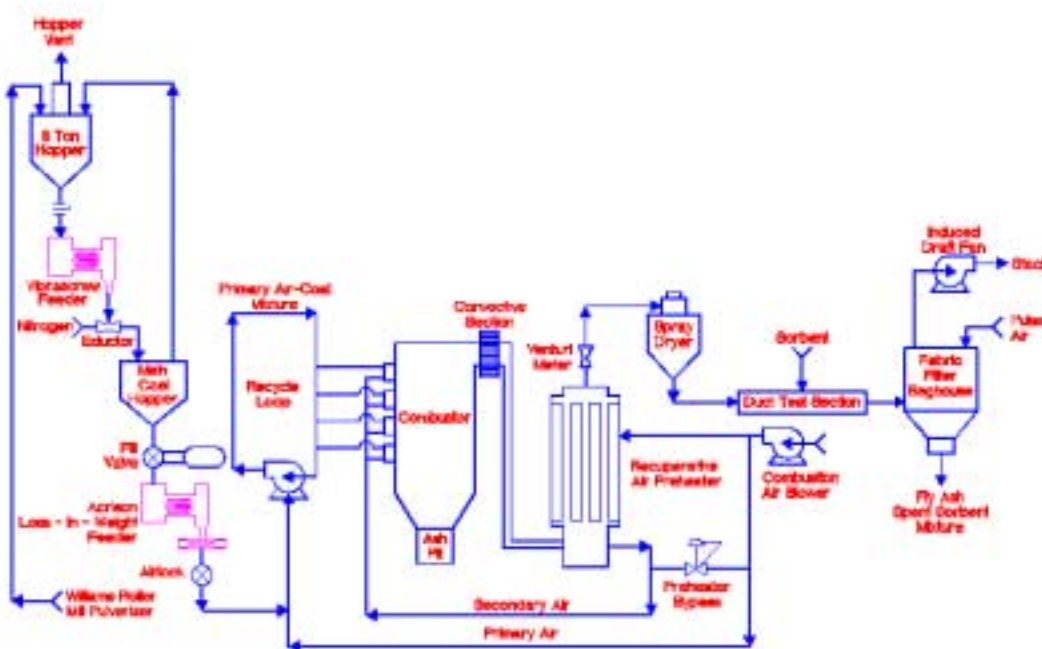 Hopper
Vent
8 Ton
Hopper
Vibrascrew
Feeder
Nitrogen
Eductor
Coal
Hopper
Fill
Valve
Acrison
Loss - In - Weight
Feeder
Airlock
Williams Roller
Mill Pulverizer
Primary Air-Coal
Mixture
Recycle
Loop
Combustor
Ash
Pit
Convective
Section
Venturi
Meter
Spray
Dryer
Sorbent
Duct Test Section
Induced
Draft Fan
Stack
Pulse
Air
Fabric
Filter
Baghouse
Fly Ash
Spent Sorbent
Mixture
Combustion
Air Blower
Recuperative
Air Preheater
Preheater
Bypass
Secondary Air
Primary Air